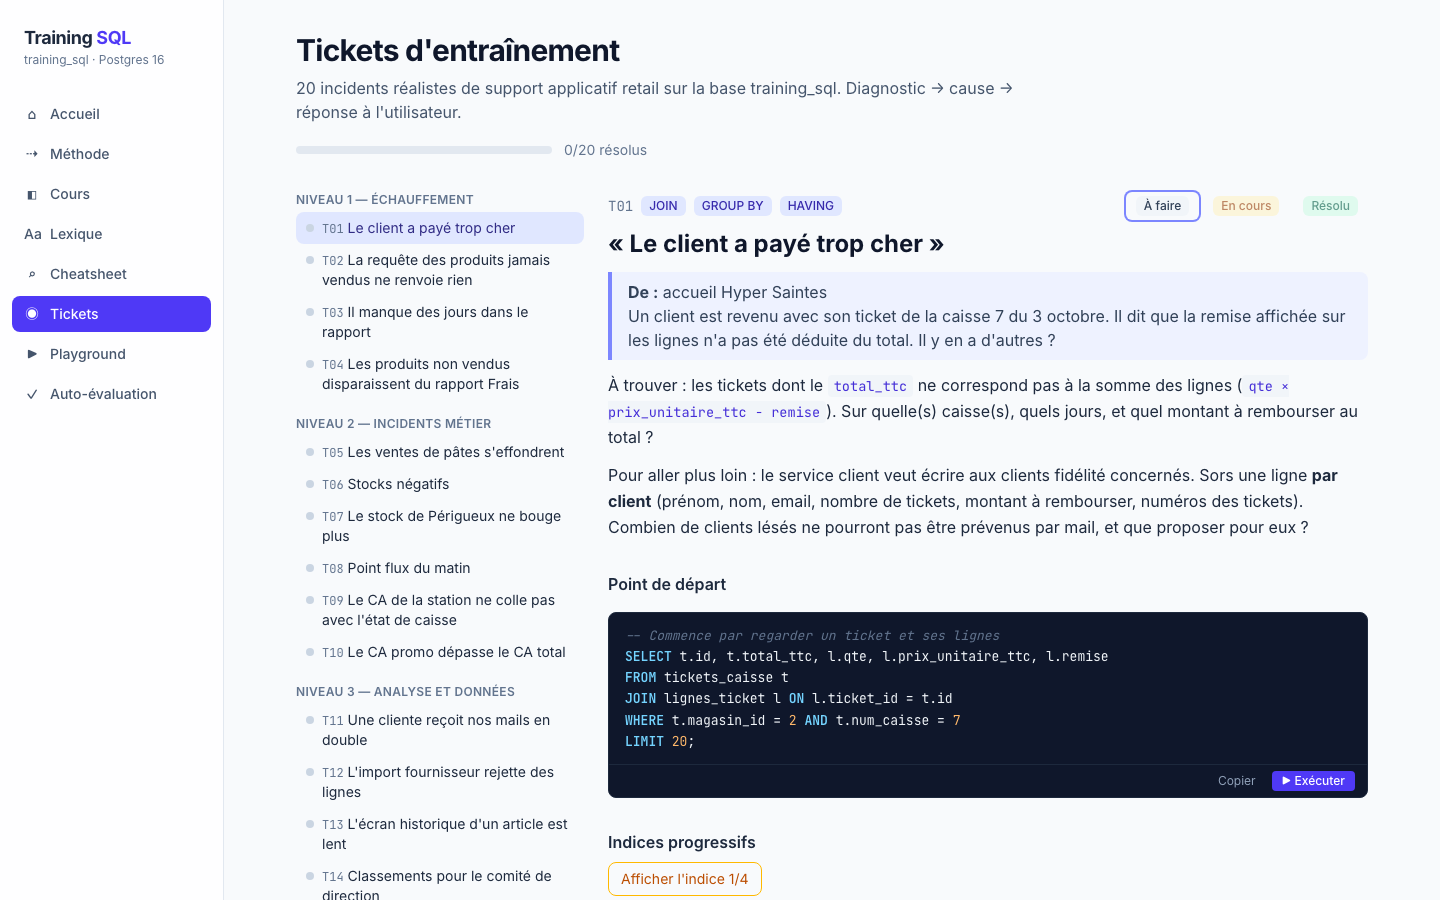 Training SQL
training_sql · Postgres 16
Accueil
Méthode
Cours
Aa Lexique
Cheatsheet
Tickets
Playground
Auto-évaluation
Tickets d'entraînement
20 incidents réalistes de support applicatif retail sur la base training_sql. Diagnostic → cause →
réponse à l'utilisateur.
0/20 résolus
NIVEAU 1 — ÉCHAUFFEMENT
T01 Le client a payé trop cher
T02 La requête des produits jamais
vendus ne renvoie rien
T03 Il manque des jours dans le
rapport
T04 Les produits non vendus
disparaissent du rapport Frais
NIVEAU 2 — INCIDENTS MÉTIER
T05 Les ventes de pâtes s'effondrent
T06 Stocks négatifs
T07 Le stock de Périgueux ne bouge
plus
T08 Point flux du matin
T09 Le CA de la station ne colle pas
avec l'état de caisse
T10 Le CA promo dépasse le CA total
NIVEAU 3 — ANALYSE ET DONNÉES
T11 Une cliente reçoit nos mails en
double
T12 L'import fournisseur rejette des
lignes
T13 L'écran historique d'un article est
lent
T14 Classements pour le comité de
direction
T01 JOIN GROUP BY HAVING
À faire En cours Résolu
« Le client a payé trop cher »
De : accueil Hyper Saintes
Un client est revenu avec son ticket de la caisse 7 du 3 octobre. Il dit que la remise affichée sur
les lignes n'a pas été déduite du total. Il y en a d'autres ?
À trouver : les tickets dont le total_ttc ne correspond pas à la somme des lignes ( qte ×
prix_unitaire_ttc - remise ). Sur quelle(s) caisse(s), quels jours, et quel montant à rembourser au
total ?
Pour aller plus loin : le service client veut écrire aux clients fidélité concernés. Sors une ligne par
client (prénom, nom, email, nombre de tickets, montant à rembourser, numéros des tickets).
Combien de clients lésés ne pourront pas être prévenus par mail, et que proposer pour eux ?
Point de départ
-- Commence par regarder un ticket et ses lignes
SELECT t.id, t.total_ttc, l.qte, l.prix_unitaire_ttc, l.remise
FROM tickets_caisse t
JOIN lignes_ticket l ON l.ticket_id = t.id
WHERE t.magasin_id = 2 AND t.num_caisse = 7
LIMIT 20;
Copier ▶ Exécuter
Indices progressifs
Afficher l'indice 1/4